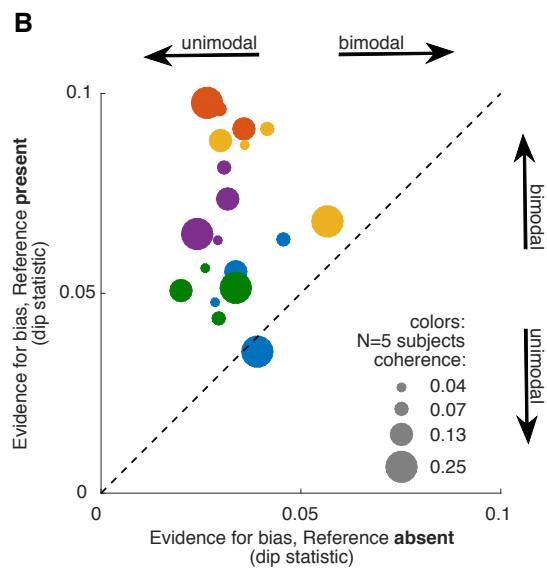 B
unimodal
bimodal
0.1
0.05
0
Evidence for bias, Reference present
(dip statistic)
bimodal
unimodal
colors:
N=5 subjects
coherence:
0.04
0.07
0.13
0.25
0
0.05
0.1
Evidence for bias, Reference absent
(dip statistic)